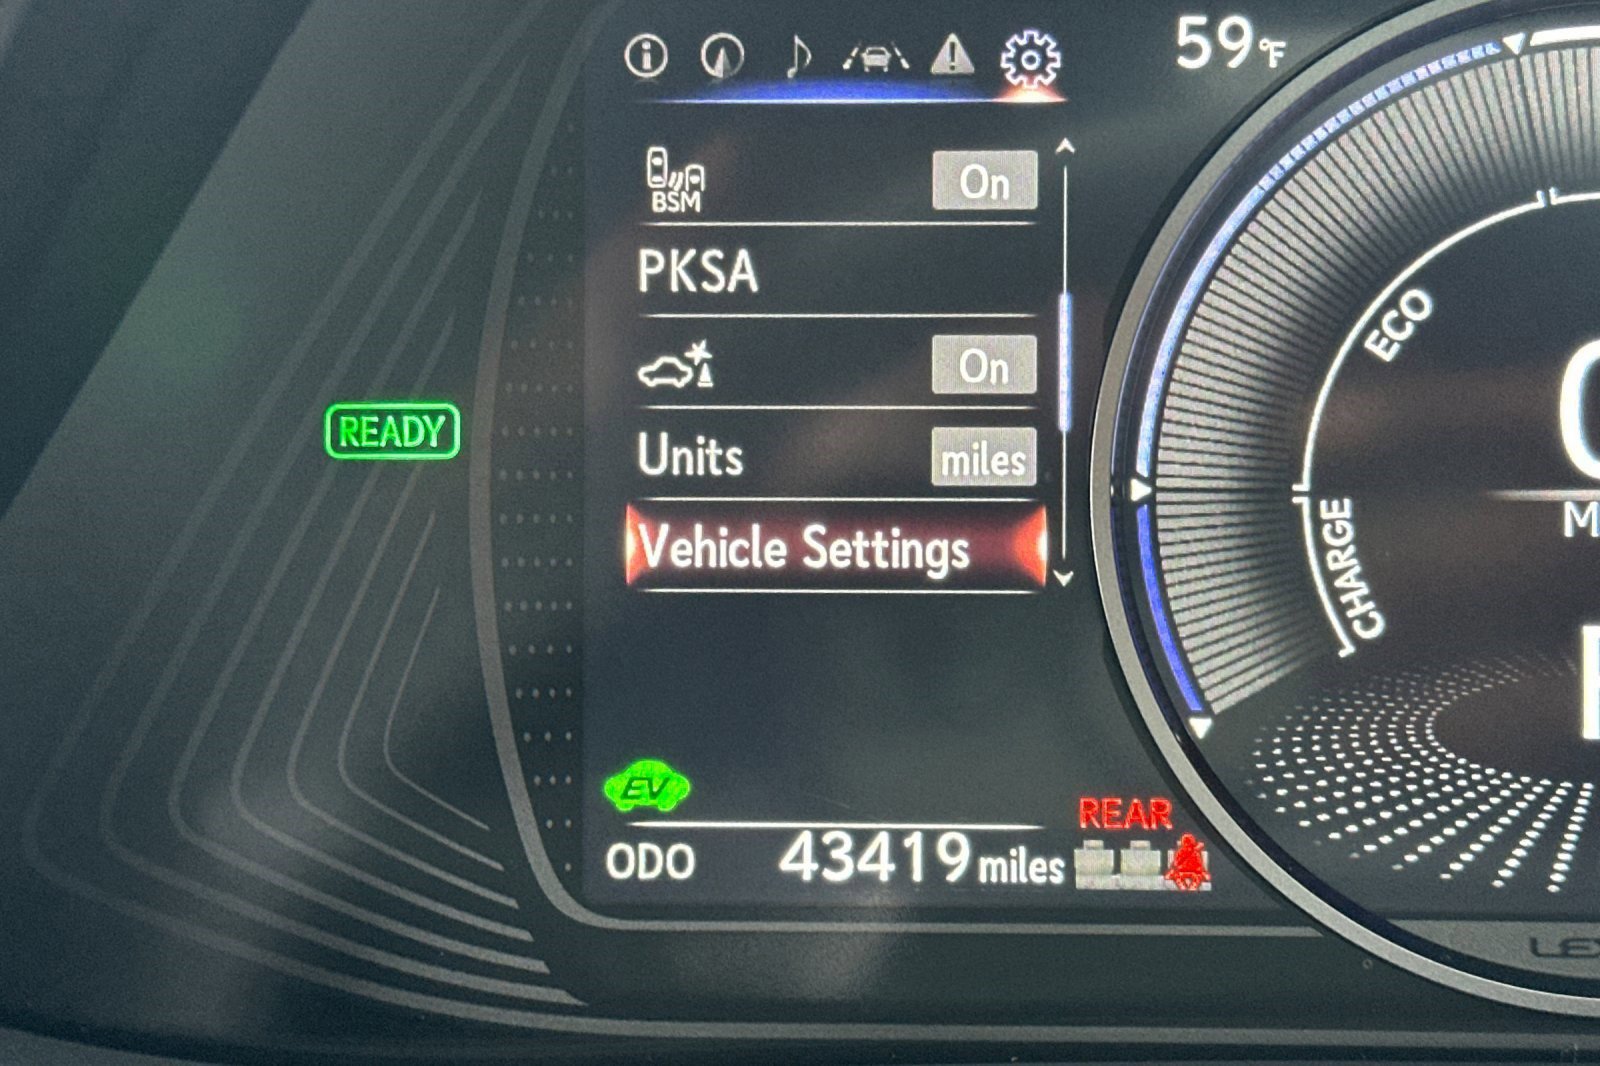 59°F
BSM On
PKSA
On
Units miles
Vehicle Settings
READY
ECO
CHARGE
EV
REAR
ODO 43419 miles